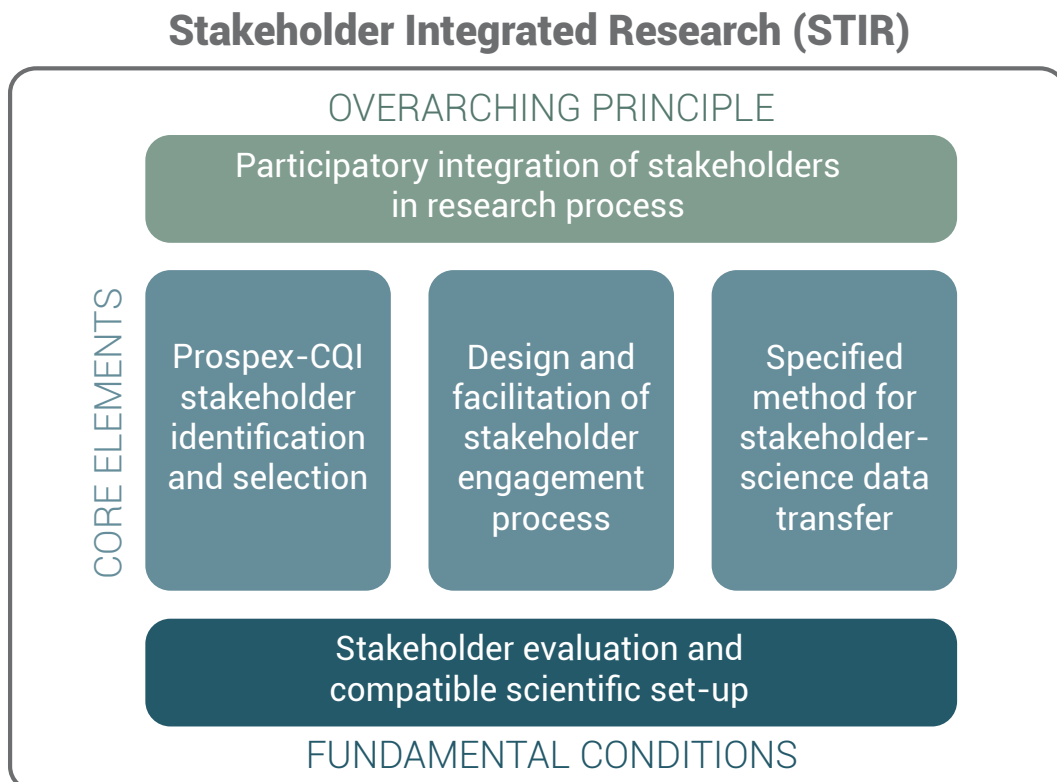 Stakeholder Integrated Research (STIR)
OVERARCHING PRINCIPLE
Participatory integration of stakeholders
in research process
CORE ELEMENTS
Prospex-CQI
stakeholder
identification
and selection
Design and
facilitation of
stakeholder
engagement
process
Specified
method for
stakeholder-
science data
transfer
Stakeholder evaluation and
compatible scientific set-up
FUNDAMENTAL CONDITIONS